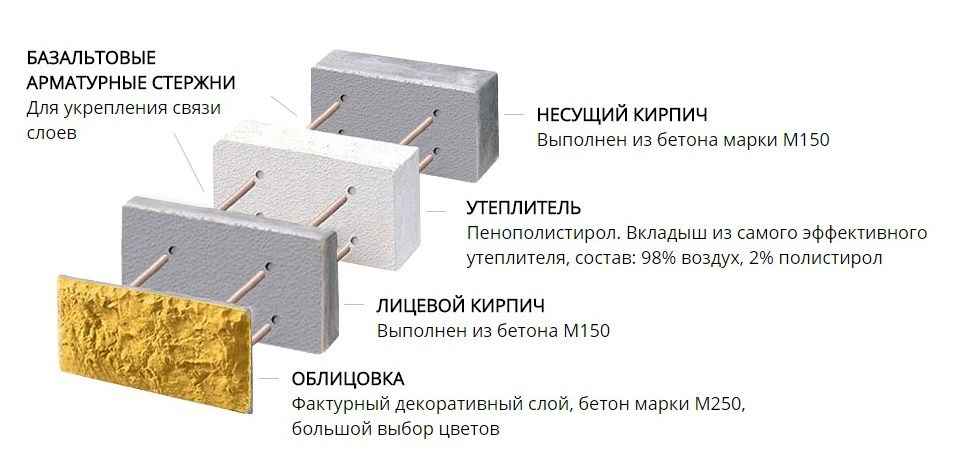 БАЗАЛЬТОВЫЕ
АРМАТУРНЫЕ СТЕРЖНИ
Для укрепления связи
слоев
НЕСУЩИЙ КИРПИЧ
Выполнен из бетона марки М150
УТЕПЛИТЕЛЬ
Пенополистирол. Вкладыш из самого эффективного
утеплителя, состав: 98% воздух, 2% полистирол
ЛИЦЕВОЙ КИРПИЧ
Выполнен из бетона М150
ОБЛИЦОВКА
Фактурный декоративный слой, бетон марки М250,
большой выбор цветов